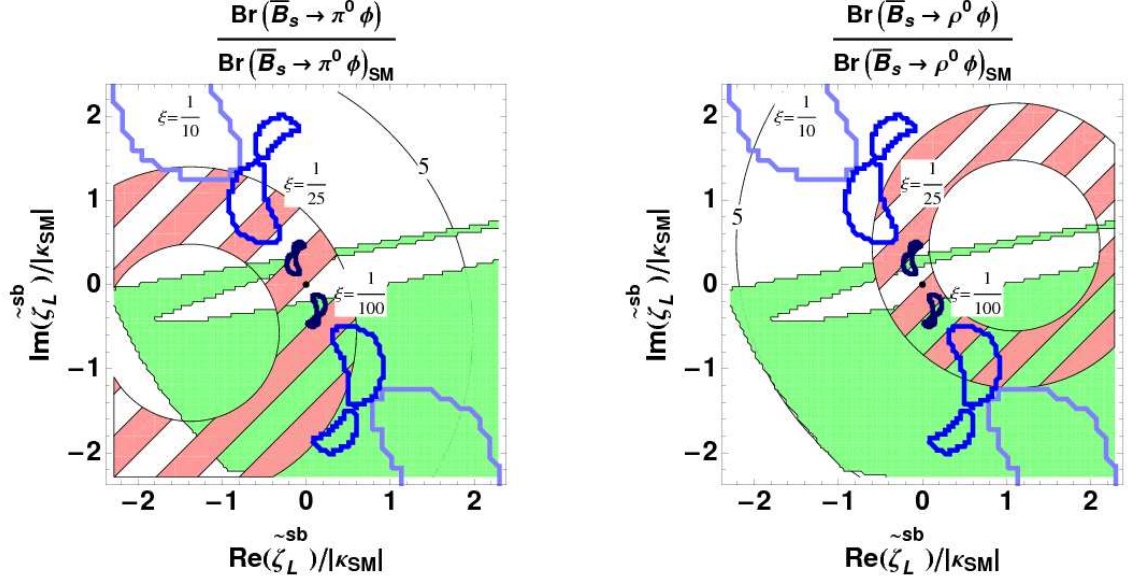 Br (B̅s → π⁰ ϕ)
Br (B̅s → π⁰ ϕ)SM
2
1
0
−1
−2
Im(ζ̃L^sb)/|κSM|
ξ=1/10
ξ=1/25
5
ξ=1/100
−2 −1 0 1 2
Re(ζ̃L^sb)/|κSM|
Br (B̅s → ρ⁰ ϕ)
Br (B̅s → ρ⁰ ϕ)SM
2
1
0
−1
−2
Im(ζ̃L^sb)/|κSM|
ξ=1/10
ξ=1/25
5
ξ=1/100
−2 −1 0 1 2
Re(ζ̃L^sb)/|κSM|